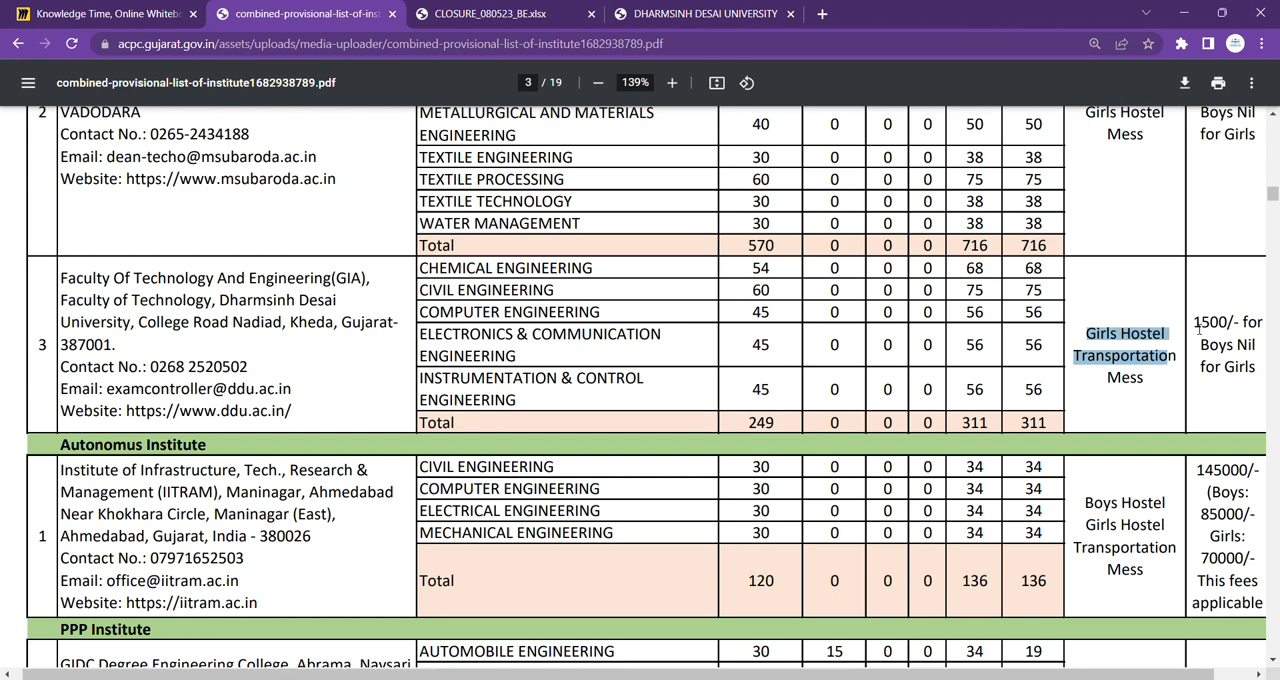 Knowledge Time, Online Whitebo
combined-provisional-list-of-inst
CLOSURE_080523_BE.xlsx
DHARMSINH DESAI UNIVERSITY
acpc.gujarat.gov.in/assets/uploads/media-uploader/combined-provisional-list-of-institute1682938789.pdf
combined-provisional-list-of-institute1682938789.pdf
3 / 19
139%
2
VADODARA
Contact No.: 0265-2434188
Email: dean-techo@msubaroda.ac.in
Website: https://www.msubaroda.ac.in
METALLURGICAL AND MATERIALS
ENGINEERING
40 0 0 0 50 50
TEXTILE ENGINEERING 30 0 0 0 38 38
TEXTILE PROCESSING 60 0 0 0 75 75
TEXTILE TECHNOLOGY 30 0 0 0 38 38
WATER MANAGEMENT 30 0 0 0 38 38
Total 570 0 0 0 716 716
Girls Hostel
Mess
Boys Nil
for Girls
3
Faculty Of Technology And Engineering(GIA),
Faculty of Technology, Dharmsinh Desai
University, College Road Nadiad, Kheda, Gujarat-
387001.
Contact No.: 0268 2520502
Email: examcontroller@ddu.ac.in
Website: https://www.ddu.ac.in/
CHEMICAL ENGINEERING 54 0 0 0 68 68
CIVIL ENGINEERING 60 0 0 0 75 75
COMPUTER ENGINEERING 45 0 0 0 56 56
ELECTRONICS & COMMUNICATION
ENGINEERING
45 0 0 0 56 56
INSTRUMENTATION & CONTROL
ENGINEERING
45 0 0 0 56 56
Total 249 0 0 0 311 311
Girls Hostel
Transportation
Mess
1500/- for
Boys Nil
for Girls
Autonomus Institute
1
Institute of Infrastructure, Tech., Research &
Management (IITRAM), Maninagar, Ahmedabad
Near Khokhara Circle, Maninagar (East),
Ahmedabad, Gujarat, India - 380026
Contact No.: 07971652503
Email: office@iitram.ac.in
Website: https://iitram.ac.in
CIVIL ENGINEERING 30 0 0 0 34 34
COMPUTER ENGINEERING 30 0 0 0 34 34
ELECTRICAL ENGINEERING 30 0 0 0 34 34
MECHANICAL ENGINEERING 30 0 0 0 34 34
Total 120 0 0 0 136 136
Boys Hostel
Girls Hostel
Transportation
Mess
145000/-
(Boys:
85000/-
Girls:
70000/-
This fees
applicable
PPP Institute
GIDC Degree Engineering College, Abrama, Navsari
AUTOMOBILE ENGINEERING 30 15 0 0 34 19